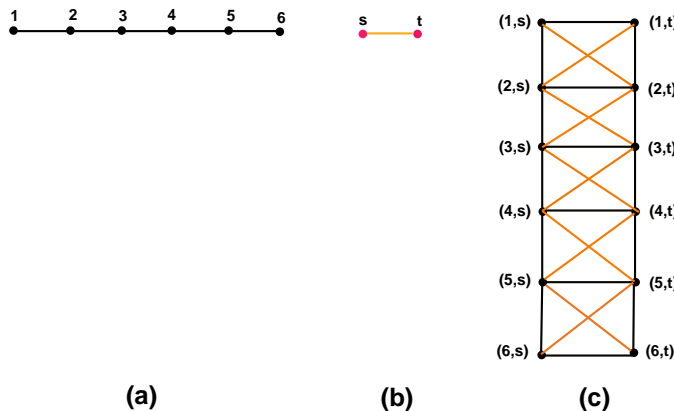 1 2 3 4 5 6
s t
(1,s) (1,t)
(2,s) (2,t)
(3,s) (3,t)
(4,s) (4,t)
(5,s) (5,t)
(6,s) (6,t)
(a) (b) (c)